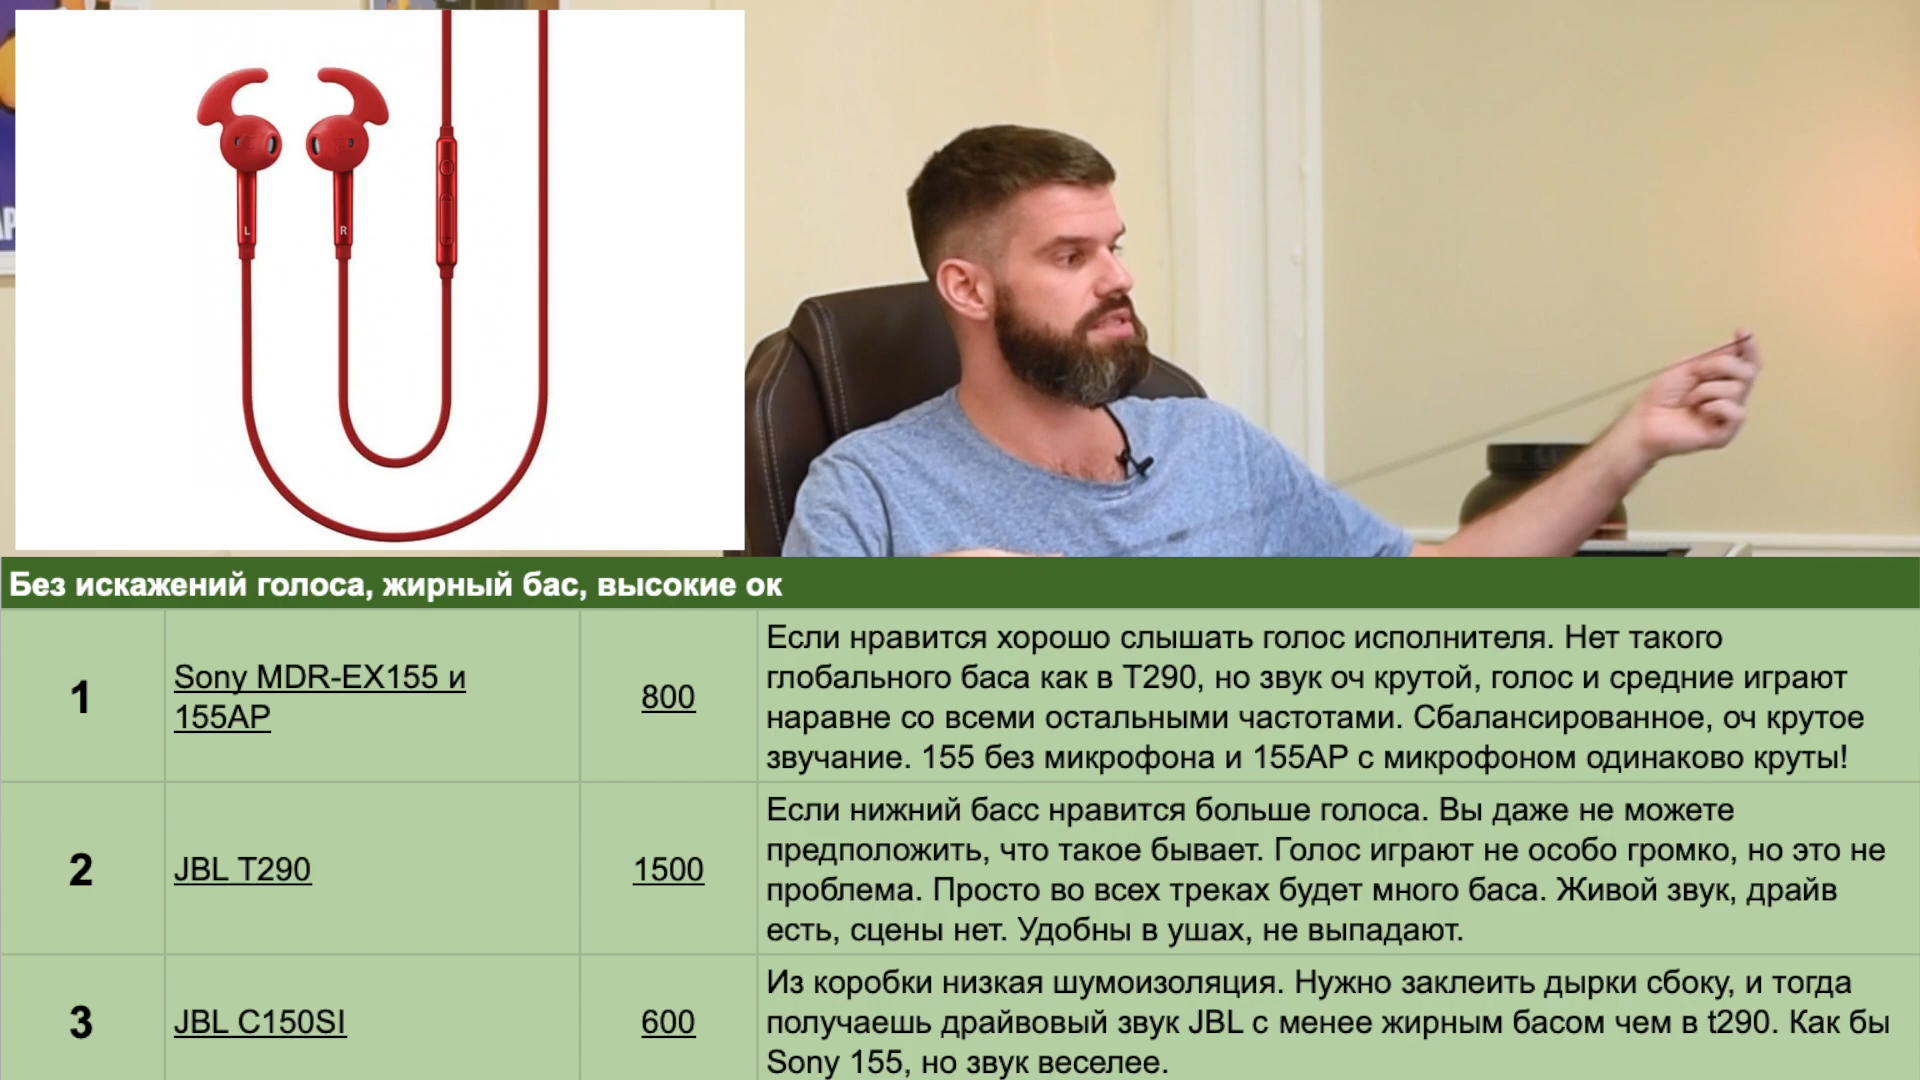 L
R
Без искажений голоса, жирный бас, высокие ок
1
Sony MDR-EX155 и
155AP
800
Если нравится хорошо слышать голос исполнителя. Нет такого
глобального баса как в T290, но звук оч крутой, голос и средние играют
наравне со всеми остальными частотами. Сбалансированное, оч крутое
звучание. 155 без микрофона и 155AP с микрофоном одинаково круты!
2
JBL T290
1500
Если нижний басс нравится больше голоса. Вы даже не можете
предположить, что такое бывает. Голос играют не особо громко, но это не
проблема. Просто во всех треках будет много баса. Живой звук, драйв
есть, сцены нет. Удобны в ушах, не выпадают.
3
JBL C150SI
600
Из коробки низкая шумоизоляция. Нужно заклеить дырки сбоку, и тогда
получаешь драйвовый звук JBL с менее жирным басом чем в t290. Как бы
Sony 155, но звук веселее.